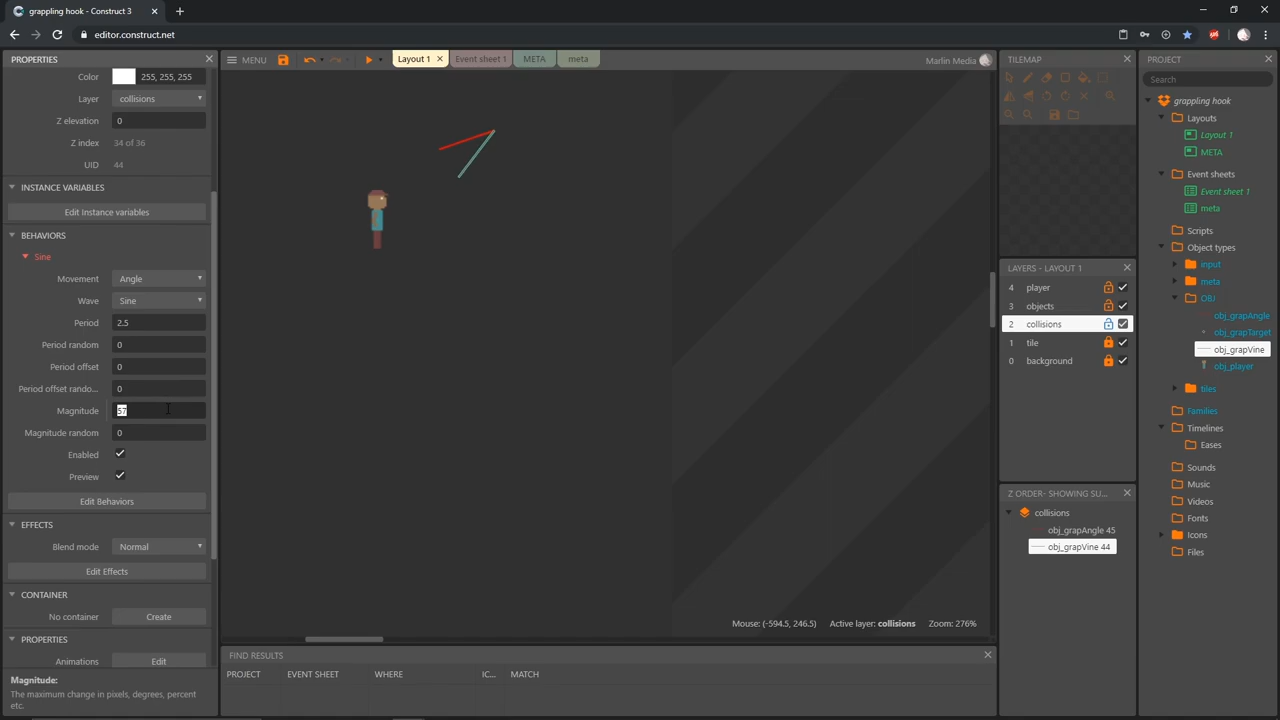 grappling hook - Construct 3
editor.construct.net
PROPERTIES
Color 255, 255, 255
Layer collisions
Z elevation 0
Z index 34 of 36
UID 44
INSTANCE VARIABLES
Edit Instance variables
BEHAVIORS
Sine
Movement Angle
Wave Sine
Period 2.5
Period random 0
Period offset 0
Period offset rando... 0
Magnitude 57
Magnitude random 0
Enabled
Preview
Edit Behaviors
EFFECTS
Blend mode Normal
Edit Effects
CONTAINER
No container Create
PROPERTIES
Animations Edit
Magnitude:
The maximum change in pixels, degrees, percent
etc.
MENU
Layout 1
Event sheet 1
META
meta
Marlin Media
Mouse: (-594.5, 246.5) Active layer: collisions Zoom: 276%
FIND RESULTS
PROJECT EVENT SHEET WHERE IC... MATCH
TILEMAP
LAYERS - LAYOUT 1
4 player
3 objects
2 collisions
1 tile
0 background
Z ORDER- SHOWING SU...
collisions
obj_grapAngle 45
obj_grapVine 44
PROJECT
Search
grappling hook
Layouts
Layout 1
META
Event sheets
Event sheet 1
meta
Scripts
Object types
input
meta
OBJ
obj_grapAngle
obj_grapTarget
obj_grapVine
obj_player
tiles
Families
Timelines
Eases
Sounds
Music
Videos
Fonts
Icons
Files